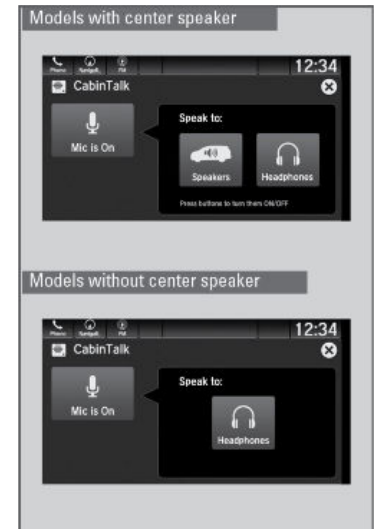 Models with center speaker
Phone
12:34
CabinTalk
Speak to:
Mic is On
Speakers
Headphones
Press buttons to turn them ON/OFF
Models without center speaker
Phone
12:34
CabinTalk
Speak to:
Mic is On
Headphones